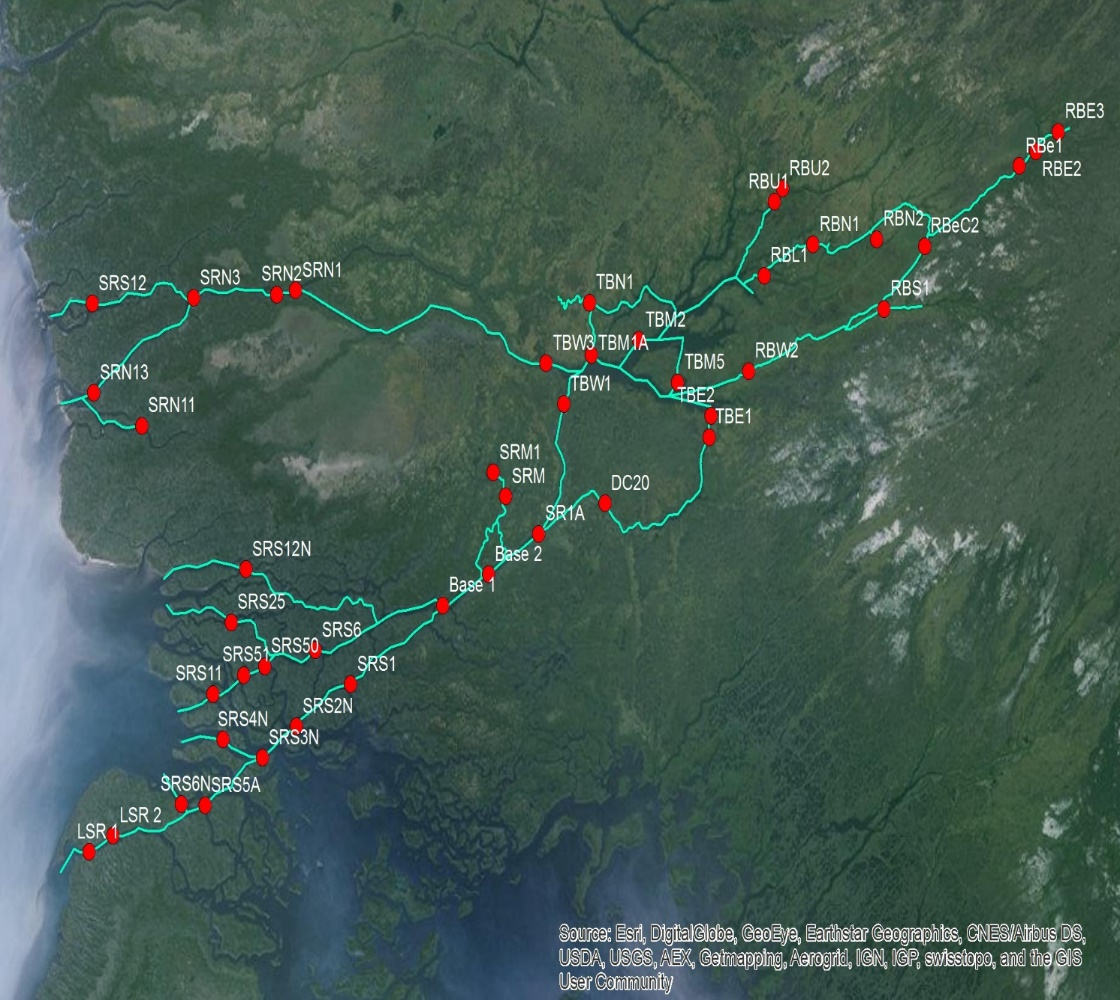 RBE3
RBe1
RBE2
RBU2
RBU1
RBN2
RBN1
RBeC2
RBL1
SRN3
SRN2
SRN1
SRS12
TBN1
RBS1
TBM2
TBW3
TBM1A
RBW2
TBM5
SRN13
TBW1
TBE2
SRN11
TBE1
SRM1
SRM
DC20
SR1A
SRS12N
Base 2
Base 1
SRS25
SRS6
SRS50
SRS51
SRS1
SRS11
SRS2N
SRS4N
SRS3N
SRS6N
SRS5A
LSR 2
LSR 1
Source: Esri, DigitalGlobe, GeoEye, Earthstar Geographics, CNES/Airbus DS,
USDA, USGS, AEX, Getmapping, Aerogrid, IGN, IGP, swisstopo, and the GIS
User Community